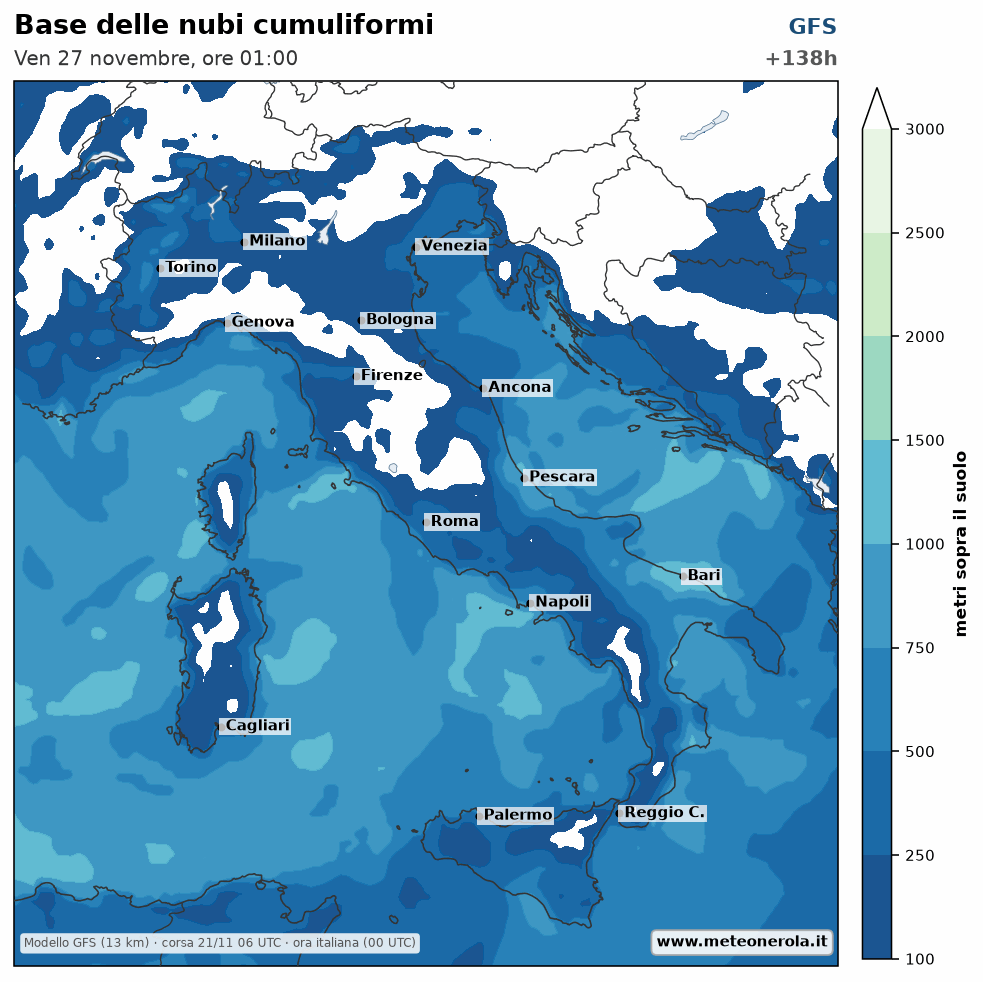 Base delle nubi cumuliformi
GFS
Ven 27 novembre, ore 01:00
+138h
3000
2500
2000
1500
1000
750
500
250
100
metri sopra il suolo
Milano
Venezia
Torino
Genova
Bologna
Firenze
Ancona
Pescara
Roma
Bari
Napoli
Cagliari
Palermo
Reggio C.
Modello GFS (13 km) · corsa 21/11 06 UTC · ora italiana (00 UTC)
www.meteonerola.it